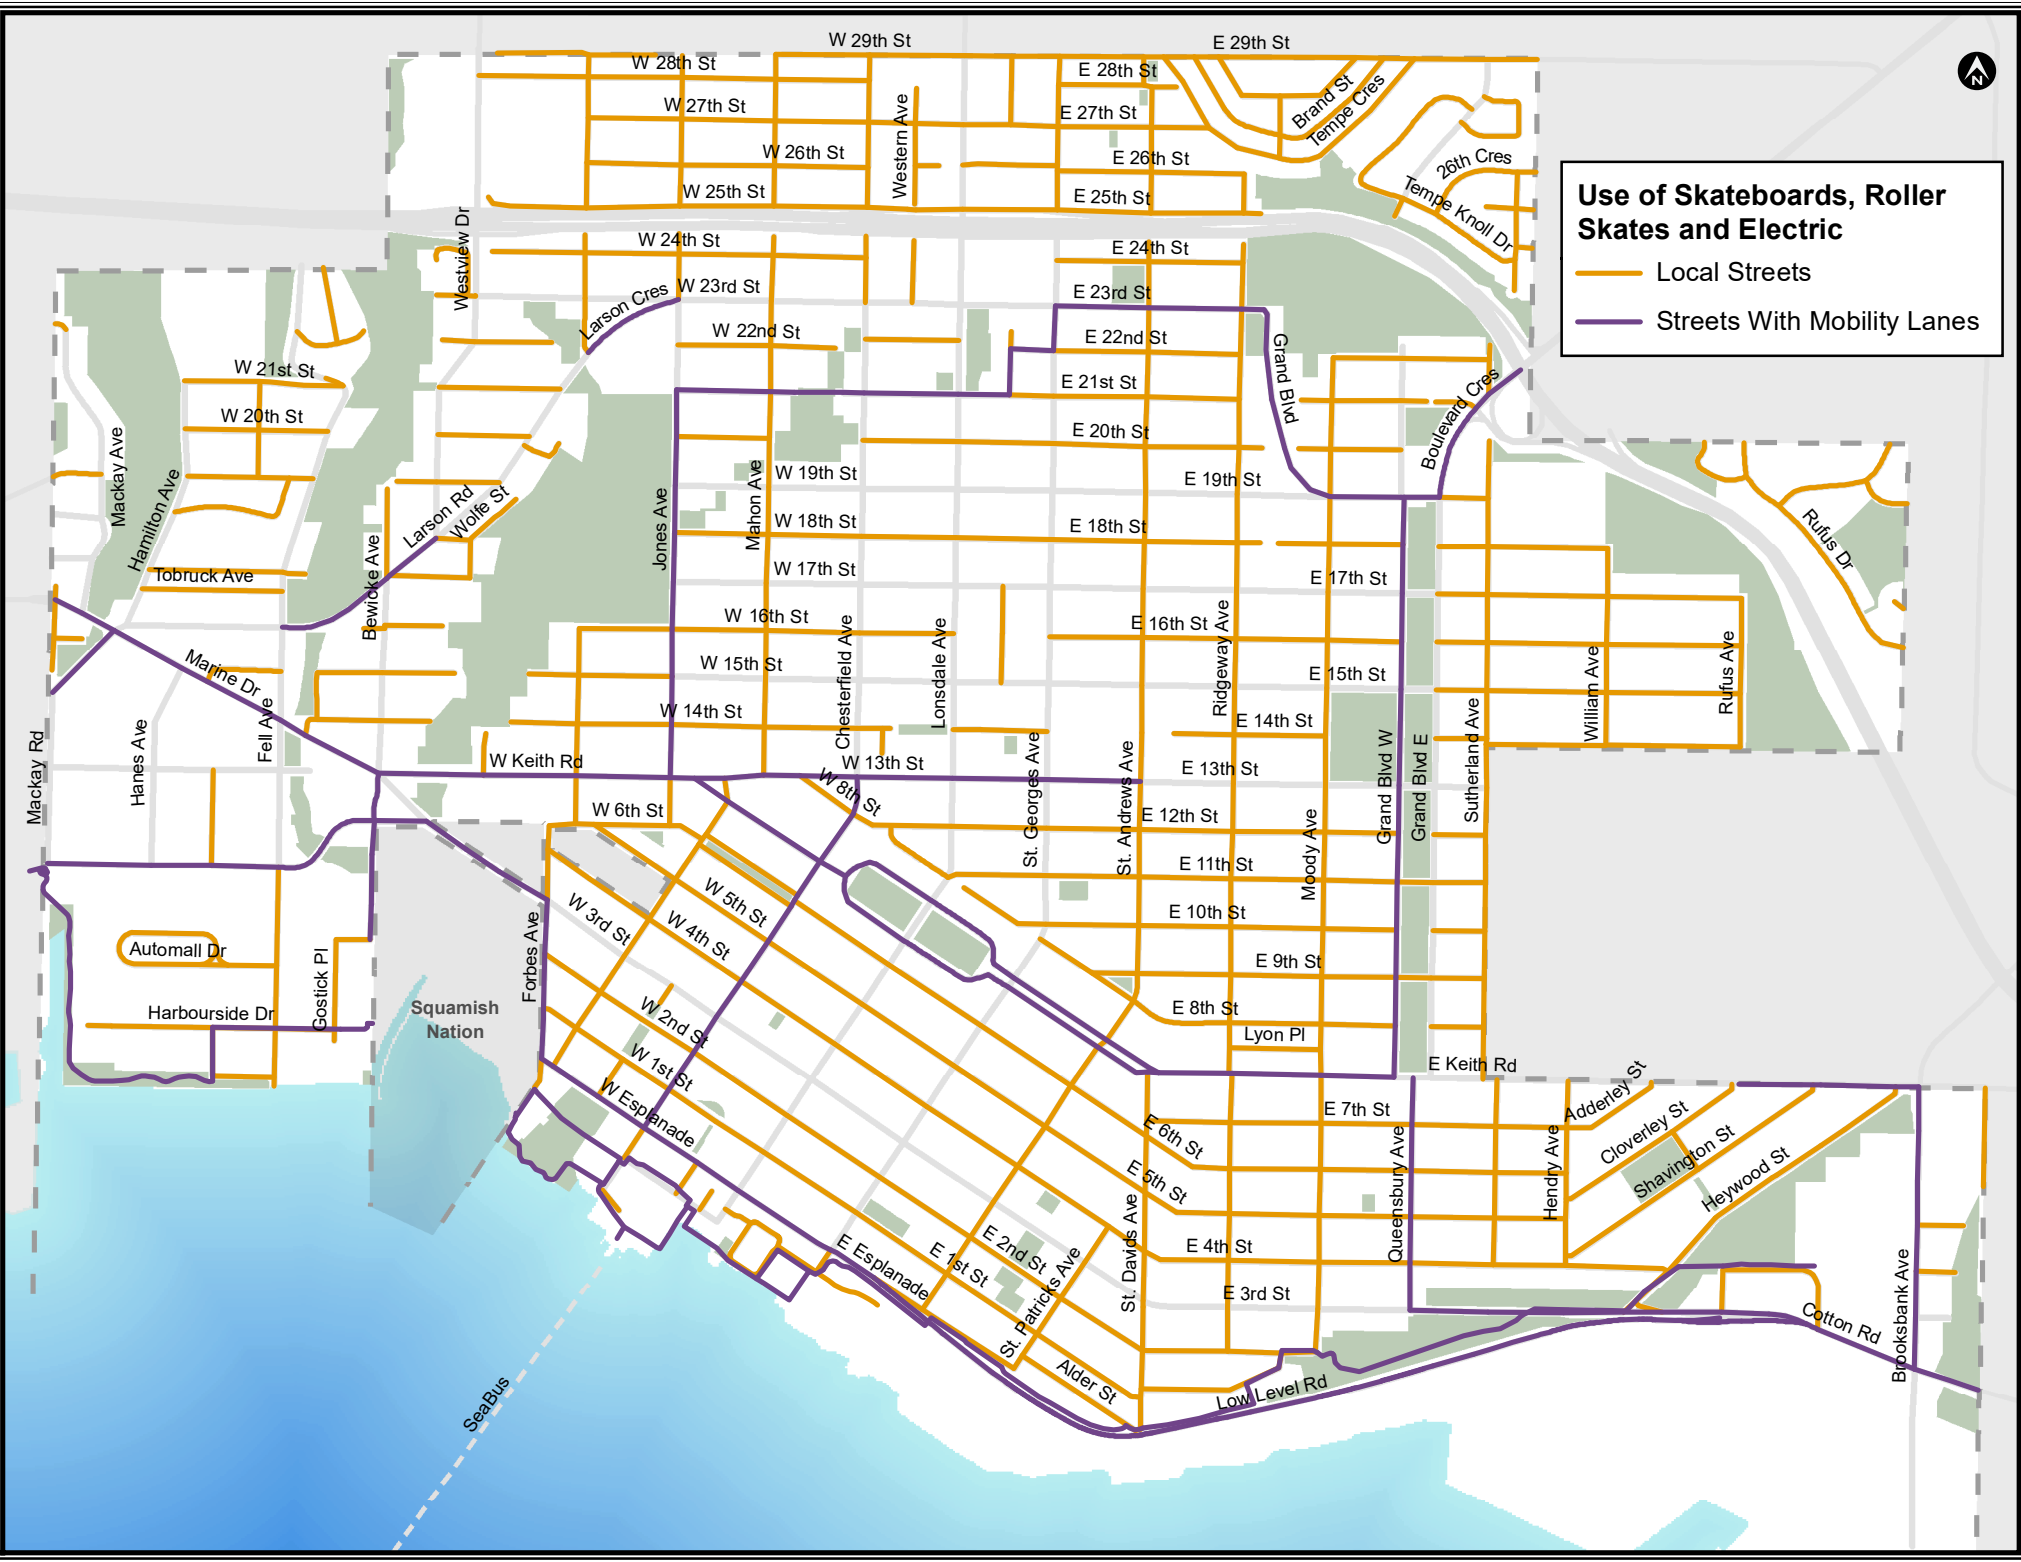 W 29th St
E 29th St
W 28th St
E 28th St
N
W 27th St
E 27th St
Brand St
Tempe Cres
Western Ave
W 26th St
E 26th St
26th Cres
W 25th St
E 25th St
Tempe Knoll Dr
Use of Skateboards, Roller
Skates and Electric
Local Streets
Streets With Mobility Lanes
Westview Dr
W 24th St
E 24th St
W 23rd St
E 23rd St
Larson Cres
W 22nd St
E 22nd St
Grand Blvd
W 21st St
E 21st St
Boulevard Cres
W 20th St
E 20th St
Mackay Ave
Hamilton Ave
W 19th St
E 19th St
Larson Rd
Wolfe St
Jones Ave
Mahon Ave
W 18th St
E 18th St
Rufus Dr
Tobruck Ave
Bewicke Ave
W 17th St
E 17th St
W 16th St
E 16th St
Ridgeway Ave
Chesterfield Ave
Lonsdale Ave
W 15th St
E 15th St
William Ave
Rufus Ave
Marine Dr
Fell Ave
Hanes Ave
Mackay Rd
W 14th St
E 14th St
Sutherland Ave
Grand Blvd W
Grand Blvd E
St. Georges Ave
St. Andrews Ave
W Keith Rd
W 13th St
E 13th St
W 8th St
W 6th St
E 12th St
Moody Ave
E 11th St
W 5th St
W 3rd St
W 4th St
E 10th St
Forbes Ave
Automall Dr
Gostick Pl
E 9th St
Harbourside Dr
Squamish
Nation
W 2nd St
E 8th St
Lyon Pl
W 1st St
E Keith Rd
W Esplanade
Adderley St
E 7th St
Cloverley St
E 6th St
Queensbury Ave
Hendry Ave
Shavington St
Heywood St
E 5th St
St. Davids Ave
E 4th St
E 2nd St
E Esplanade
E 1st St
St. Patricks Ave
E 3rd St
Brooksbank Ave
Cotton Rd
Alder St
Low Level Rd
SeaBus